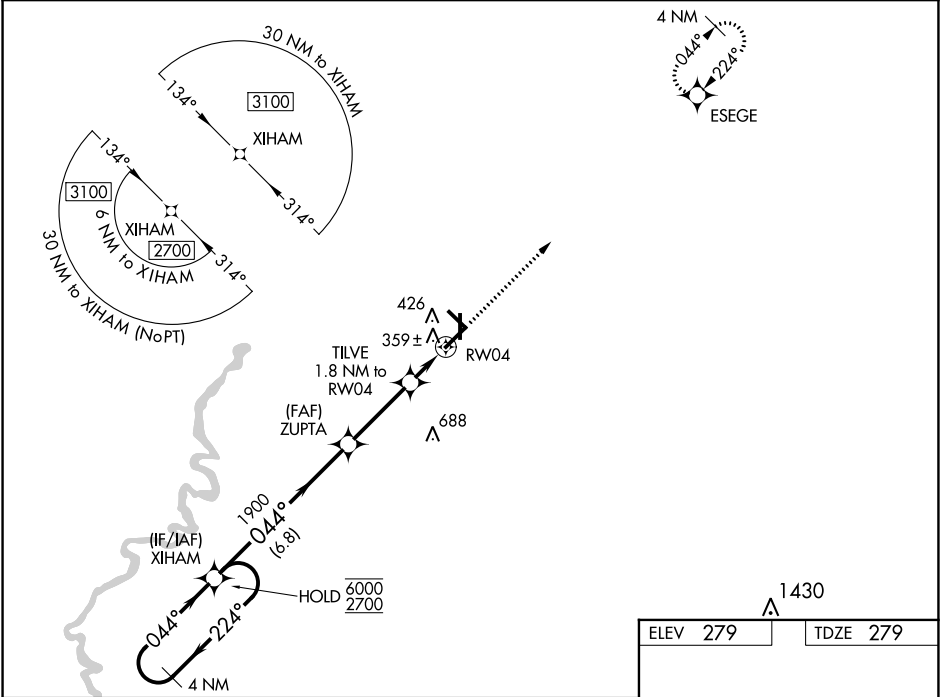 4 NM
044°
224°
ESEGE
30 NM to XIHAM
134°
3100
XIHAM
314°
134°
3100
XIHAM
6 NM to XIHAM
2700
314°
30 NM to XIHAM (NoPT)
426
359±
RW04
TILVE
1.8 NM to
RW04
(FAF)
ZUPTA
688
1900
044°
(6.8)
(IF/IAF)
XIHAM
HOLD 6000
2700
044°
224°
4 NM
1430
ELEV 279
TDZE 279